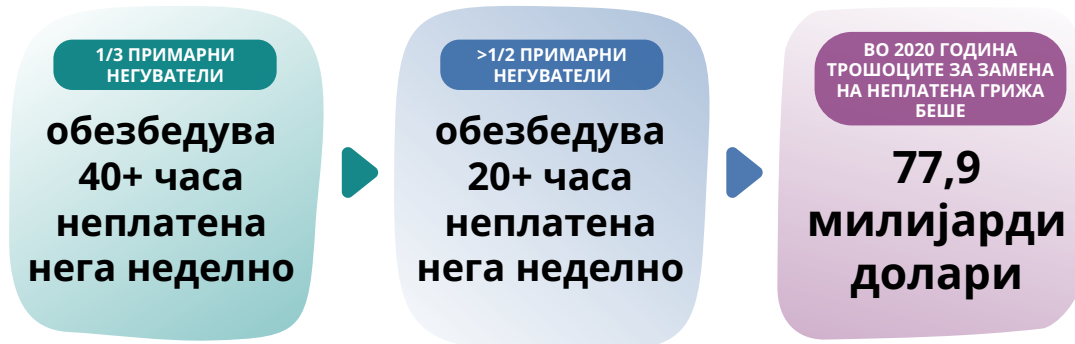 1/3 ПРИМАРНИ
НЕГУВАТЕЛИ
обезбедува
40+ часа
неплатена
нега неделно
>1/2 ПРИМАРНИ
НЕГУВАТЕЛИ
обезбедува
20+ часа
неплатена
нега неделно
ВО 2020 ГОДИНА
ТРОШОЦИТЕ ЗА ЗАМЕНА
НА НЕПЛАТЕНА ГРИЖА
БЕШЕ
77,9
милијарди
долари